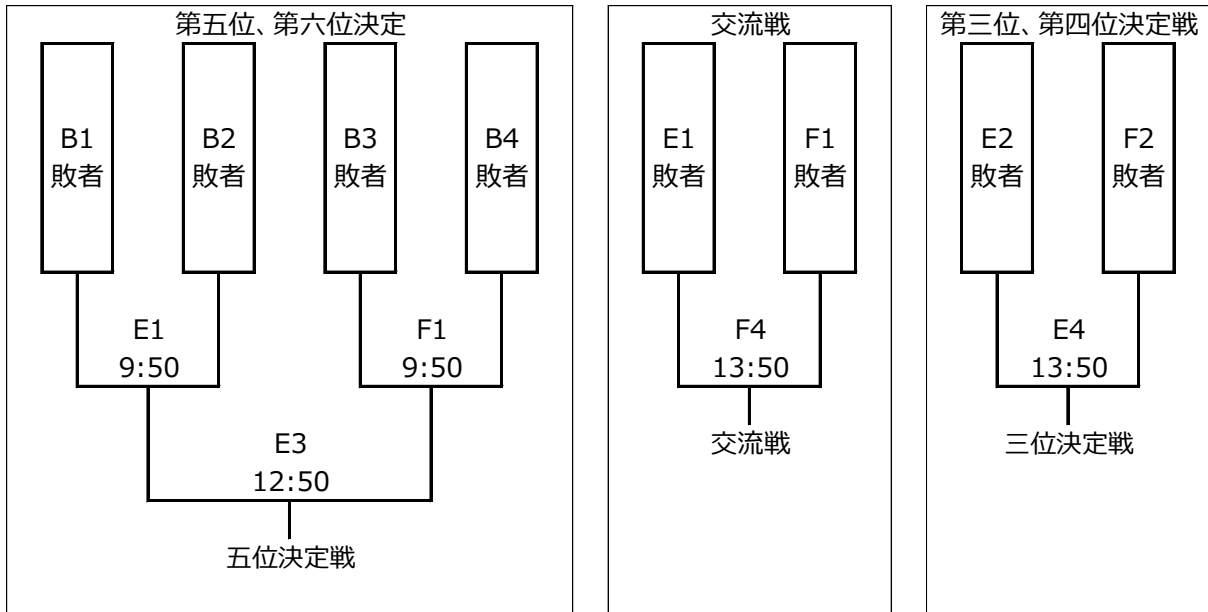 第五位、第六位決定
B1
敗者
B2
敗者
B3
敗者
B4
敗者
E1
9:50
F1
9:50
E3
12:50
五位決定戦
交流戦
E1
敗者
F1
敗者
F4
13:50
交流戦
第三位、第四位決定戦
E2
敗者
F2
敗者
E4
13:50
三位決定戦